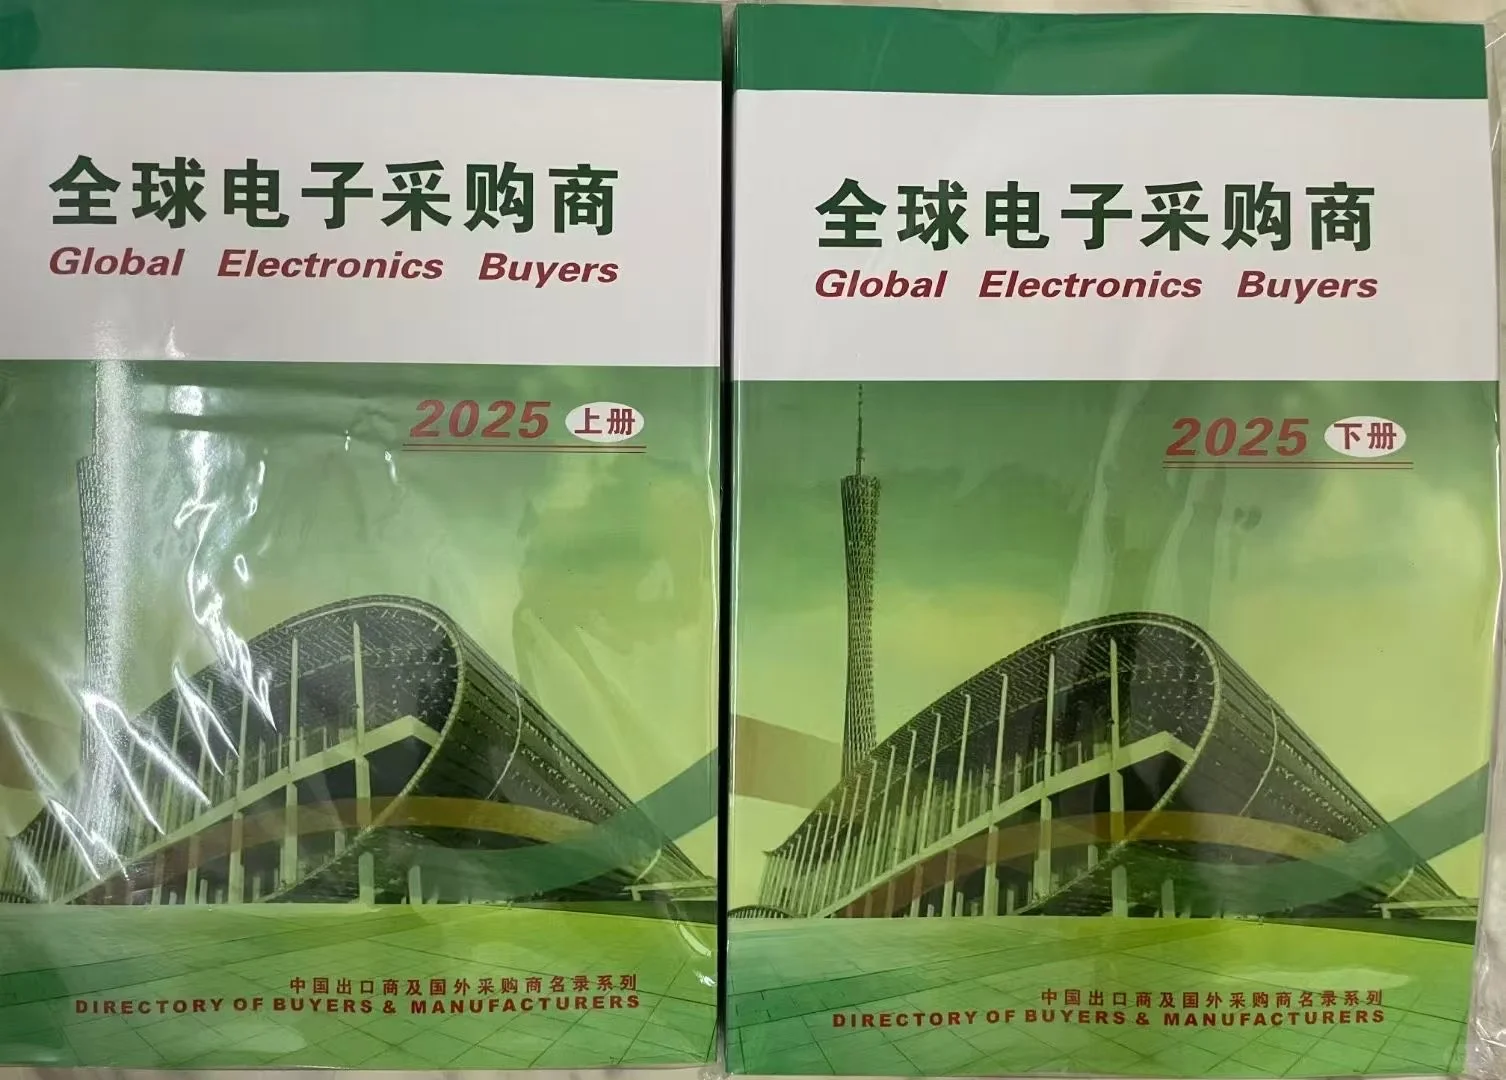 全球电子采购商
Global Electronics Buyers
2025 上册
中国出口商及国外采购商名录系列
DIRECTORY OF BUYERS & MANUFACTURERS
全球电子采购商
Global Electronics Buyers
2025 下册
中国出口商及国外采购商名录系列
DIRECTORY OF BUYERS & MANUFACTURERS